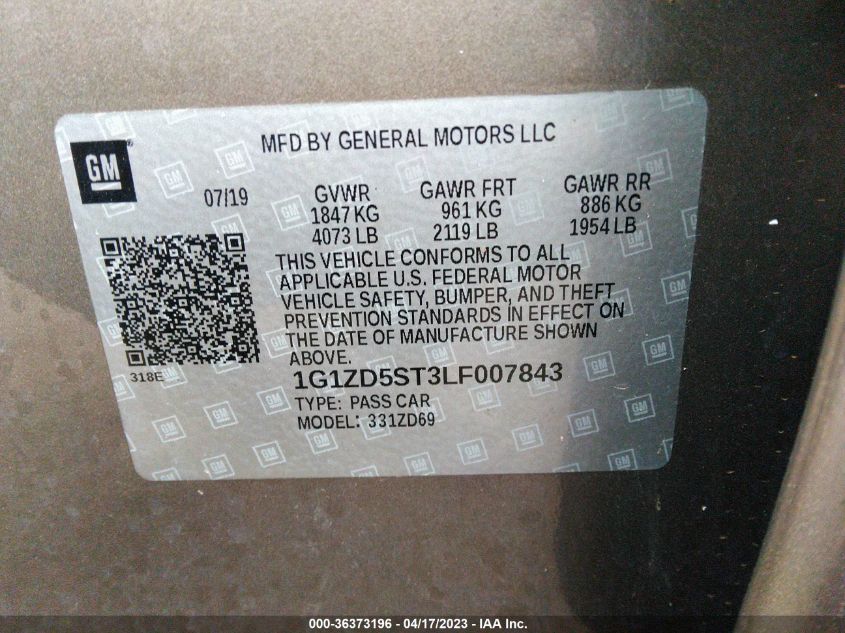 MFD BY GENERAL MOTORS LLC
GM
07/19 GVWR GAWR FRT GAWR RR
1847 KG 961 KG 886 KG
4073 LB 2119 LB 1954 LB
THIS VEHICLE CONFORMS TO ALL
APPLICABLE U.S. FEDERAL MOTOR
VEHICLE SAFETY, BUMPER, AND THEFT
PREVENTION STANDARDS IN EFFECT ON
THE DATE OF MANUFACTURE SHOWN
ABOVE.
318E
1G1ZD5ST3LF007843
TYPE: PASS CAR
MODEL: 331ZD69
000-36373196 - 04/17/2023 - IAA Inc.